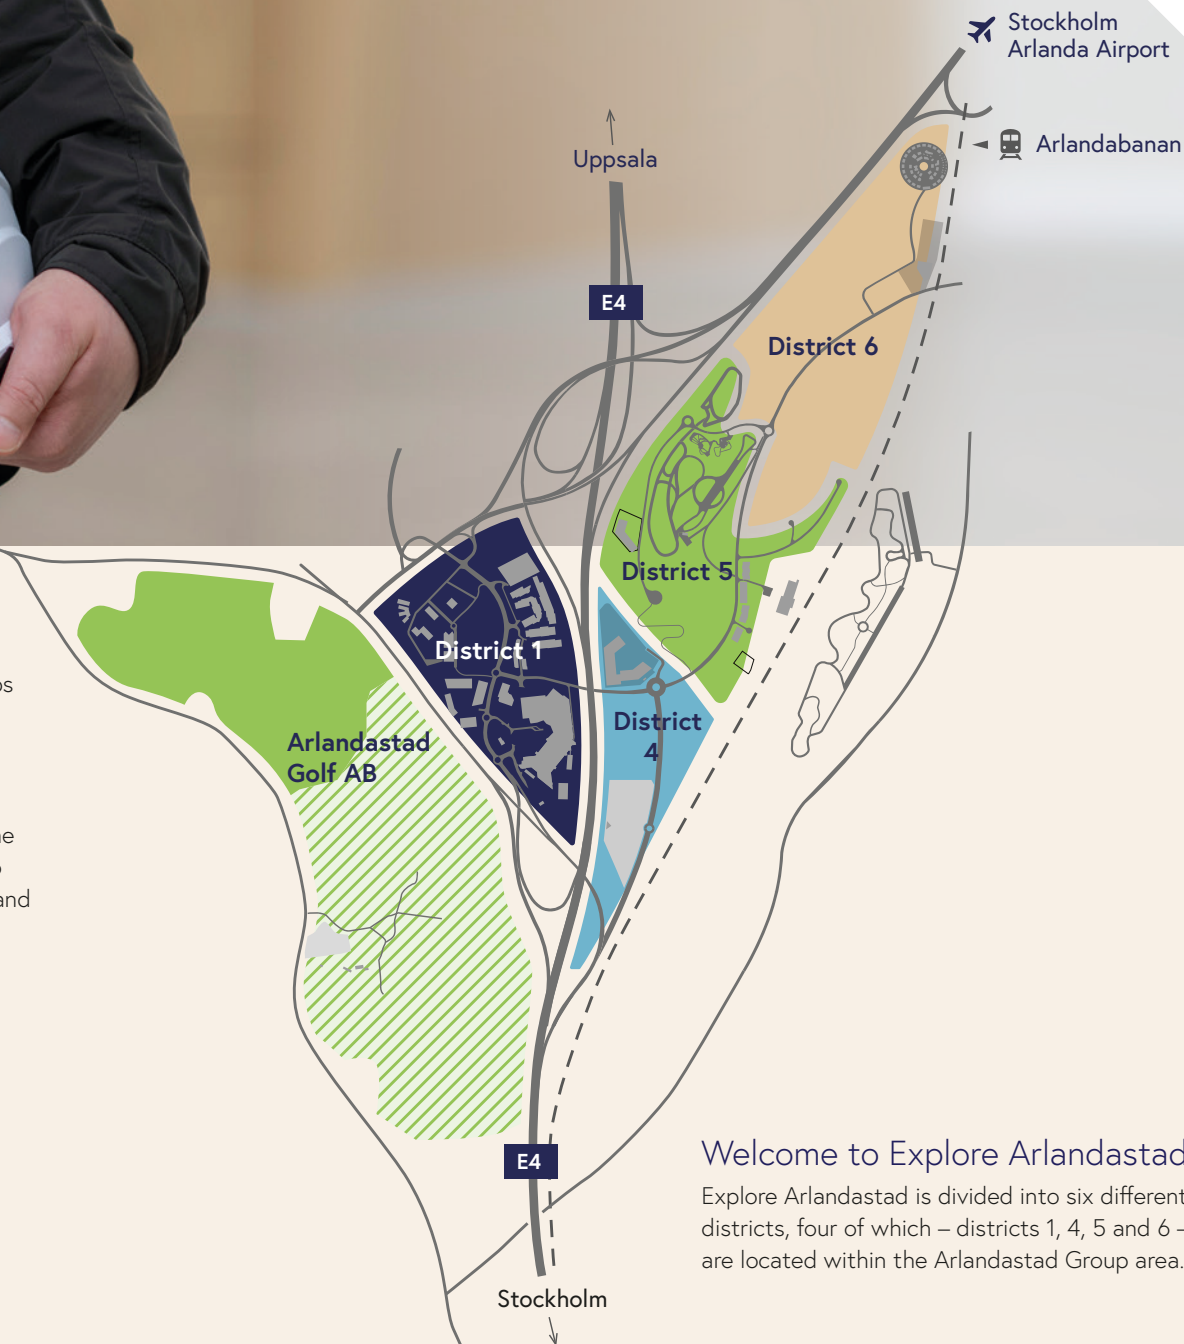 Stockholm
Arlanda Airport
Arlandabanan
Uppsala
E4
District 6
District 5
District 1
District
4
Arlandastad
Golf AB
and
E4
Stockholm
Welcome to Explore Arlandastad
Explore Arlandastad is divided into six different
districts, four of which – districts 1, 4, 5 and 6 –
are located within the Arlandastad Group area.